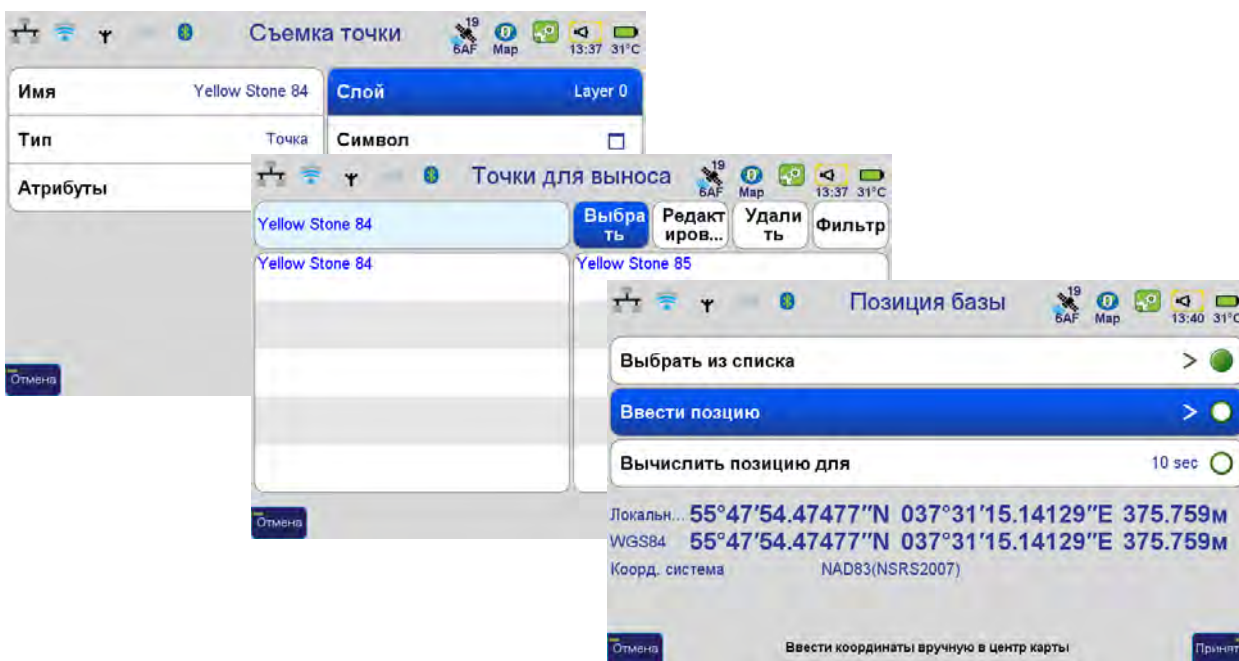 Съемка точки
19
6AF
Map
13:37 31°C
Имя Yellow Stone 84
Слой Layer 0
Тип Точка
Символ
Атрибуты
Отмена
Точки для выноса
19
6AF
Map
13:37 31°C
Yellow Stone 84
Выбра
ть
Редакт
иров...
Удали
ть
Фильтр
Yellow Stone 84
Yellow Stone 85
Отмена
Позиция базы
19
6AF
Map
13:40 31°C
Выбрать из списка >
Ввести позцию >
Вычислить позицию для 10 sec
Локальн... 55°47'54.47477"N 037°31'15.14129"E 375.759м
WGS84 55°47'54.47477"N 037°31'15.14129"E 375.759м
Коорд. система NAD83(NSRS2007)
Отмена
Ввести координаты вручную в центр карты
Принят